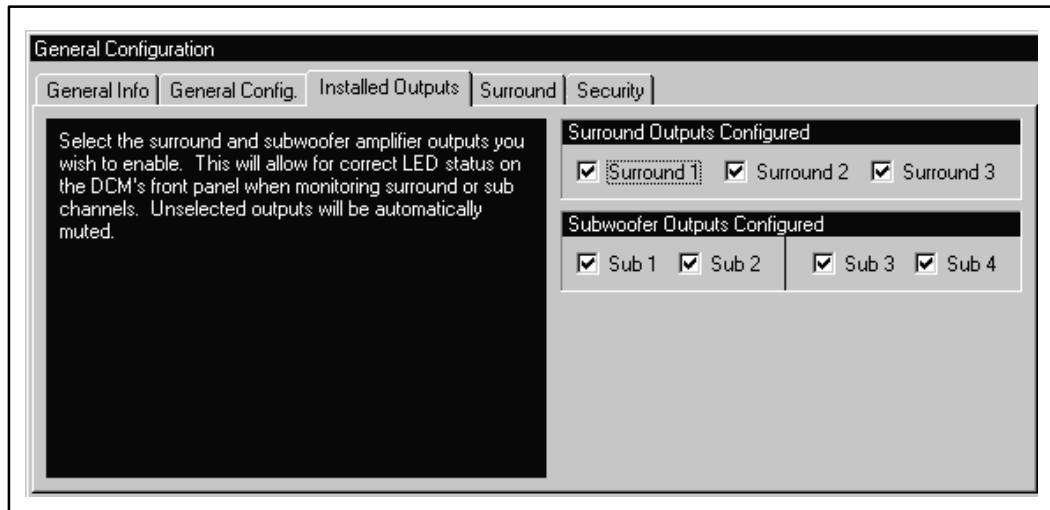 General Configuration
General Info
General Config.
Installed Outputs
Surround
Security
Select the surround and subwoofer amplifier outputs you
wish to enable.  This will allow for correct LED status on
the DCM's front panel when monitoring surround or sub
channels.  Unselected outputs will be automatically
muted.
Surround Outputs Configured
Surround 1
Surround 2
Surround 3
Subwoofer Outputs Configured
Sub 1
Sub 2
Sub 3
Sub 4